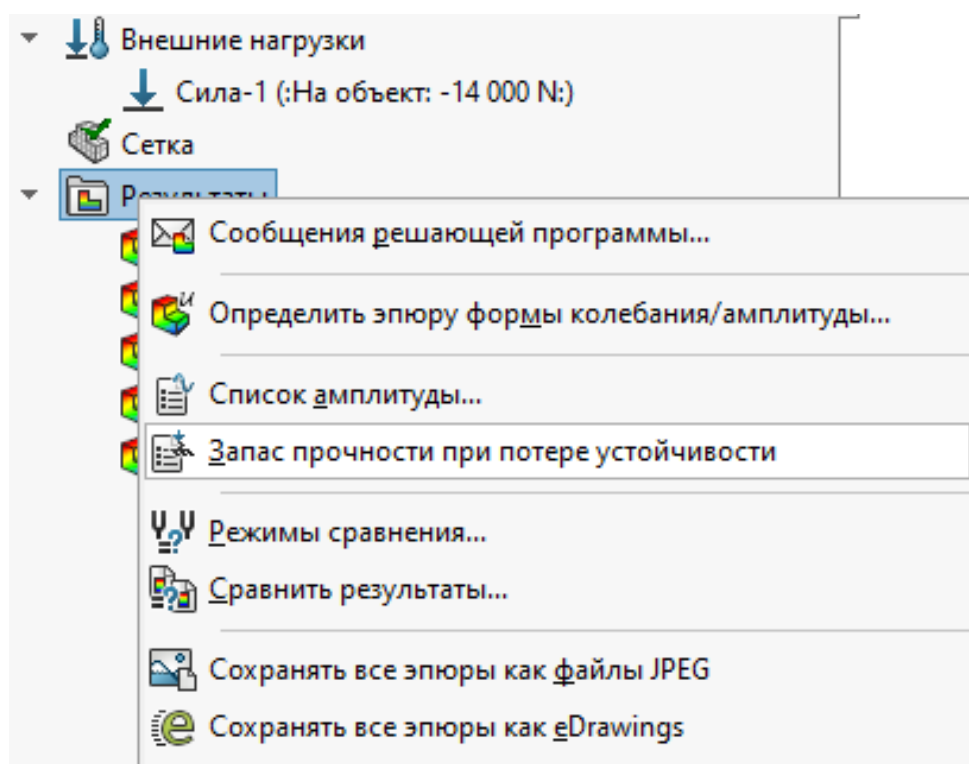 Внешние нагрузки
Сила-1 (:На объект: -14 000 N:)
Сетка
Результаты
Сообщения решающей программы...
Определить эпюру формы колебания/амплитуды...
Список амплитуды...
Запас прочности при потере устойчивости
Режимы сравнения...
Сравнить результаты...
Сохранять все эпюры как файлы JPEG
Сохранять все эпюры как eDrawings